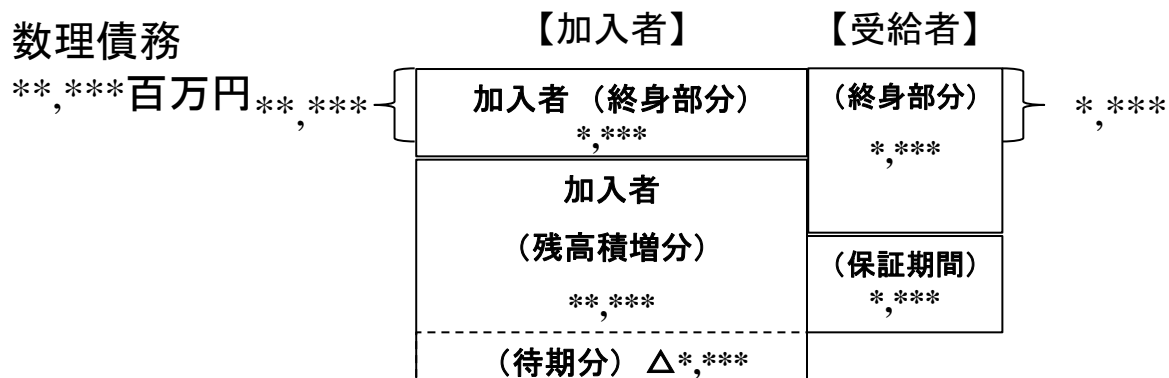 数理債務
**,***百万円
【加入者】
【受給者】
**,***
加入者 （終身部分）
*,***
（終身部分）
*,***
*,***
加入者
（残高積増分）
**,***
（保証期間）
*,***
（待期分） △*,***